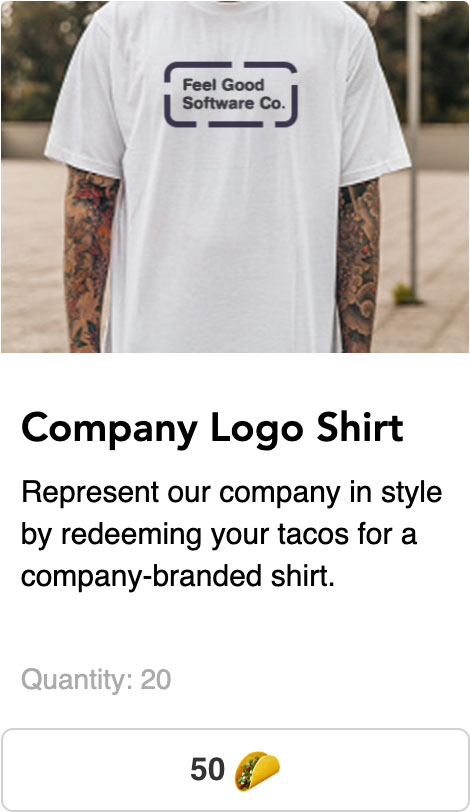 Feel Good
Software Co.
Company Logo Shirt
Represent our company in style
by redeeming your tacos for a
company-branded shirt.
Quantity: 20
50 🌮